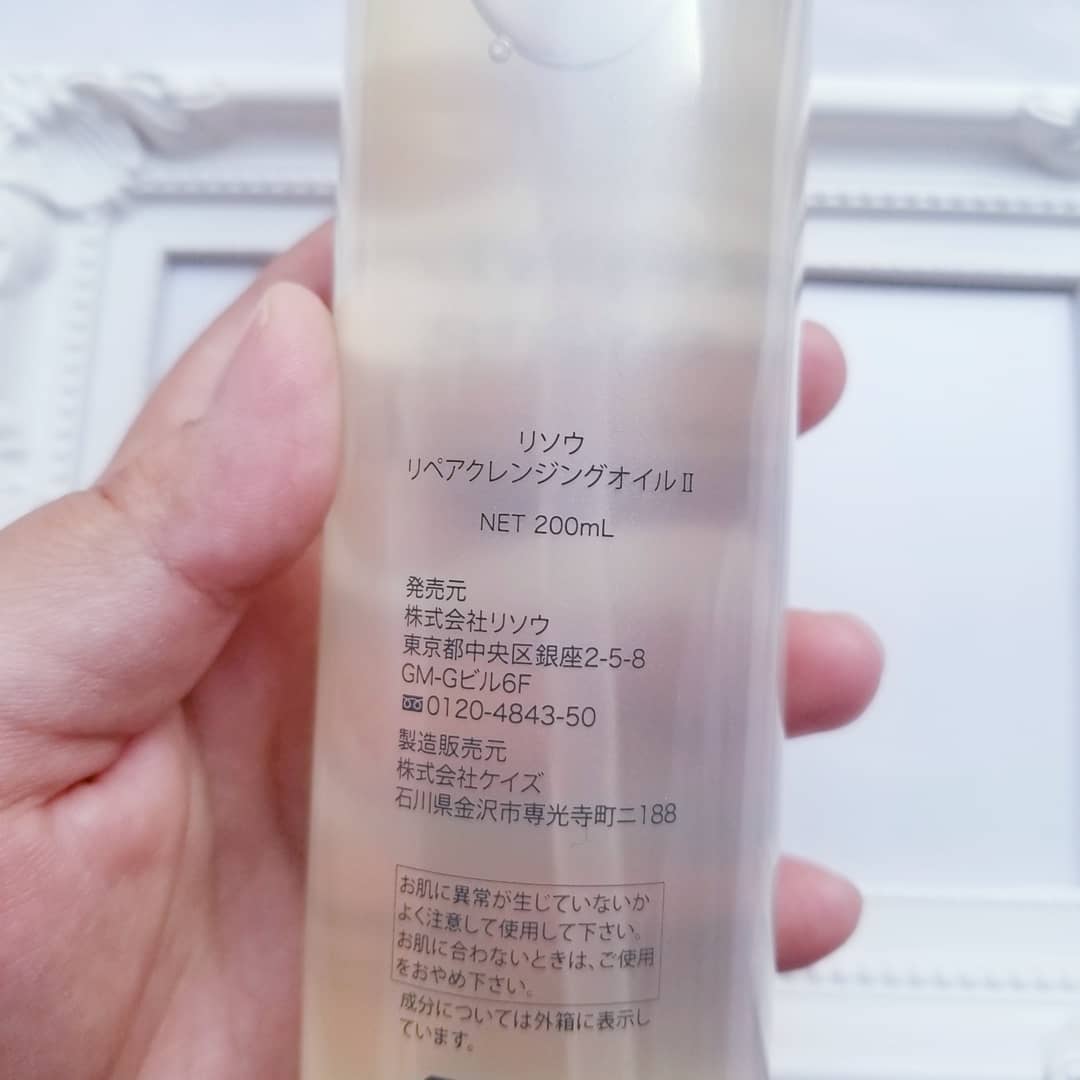 リソウ
リペアクレンジングオイルⅡ
NET 200mL
発売元
株式会社リソウ
東京都中央区銀座2-5-8
GM-Gビル6F
0120-4843-50
製造販売元
株式会社ケイズ
石川県金沢市専光寺町ニ188
お肌に異常が生じていないか
よく注意して使用して下さい。
お肌に合わないときは、ご使用
をおやめ下さい。
成分については外箱に表示し
ています。